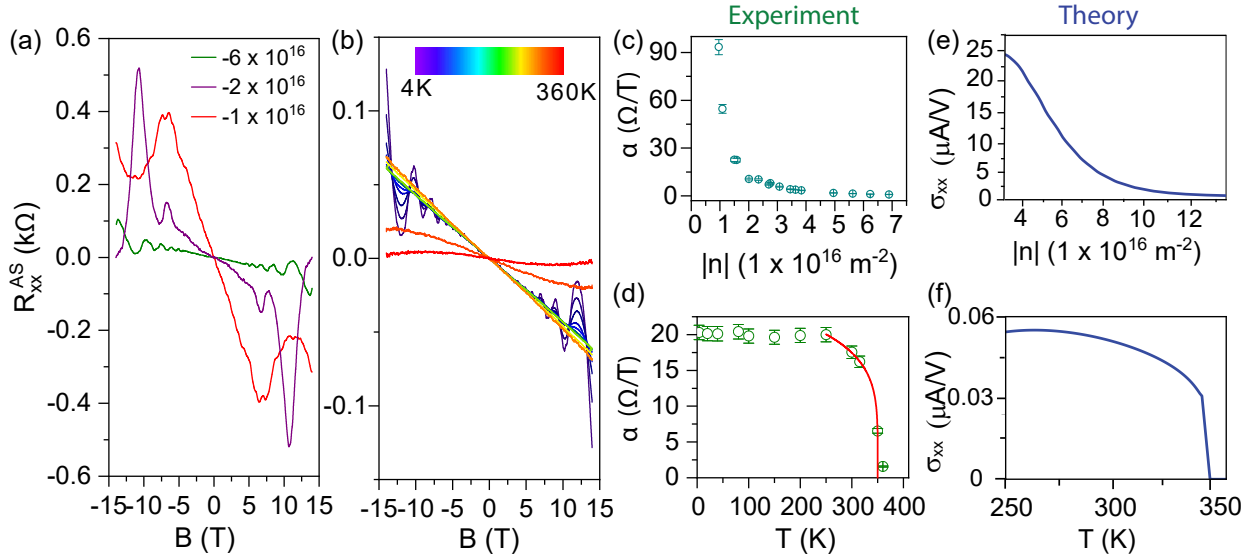 Experiment
Theory
(a)
0.6
0.4
0.2
0.0
-0.2
-0.4
-0.6
R_xx^AS (kΩ)
-6 x 10^16
-2 x 10^16
-1 x 10^16
-15 -10 -5 0 5 10 15
B (T)
(b)
4K
360K
0.1
0.0
-0.1
-15 -10 -5 0 5 10 15
B (T)
(c)
90
60
30
0
α (Ω/T)
0 1 2 3 4 5 6 7
|n| (1 x 10^16 m^-2)
(d)
20
15
10
5
0
α (Ω/T)
0 100 200 300 400
T (K)
(e)
25
20
15
10
5
0
σ_xx (μA/V)
4 6 8 10 12
|n| (1 x 10^16 m^-2)
(f)
0.06
0.03
0
σ_xx (μA/V)
250 300 350
T (K)